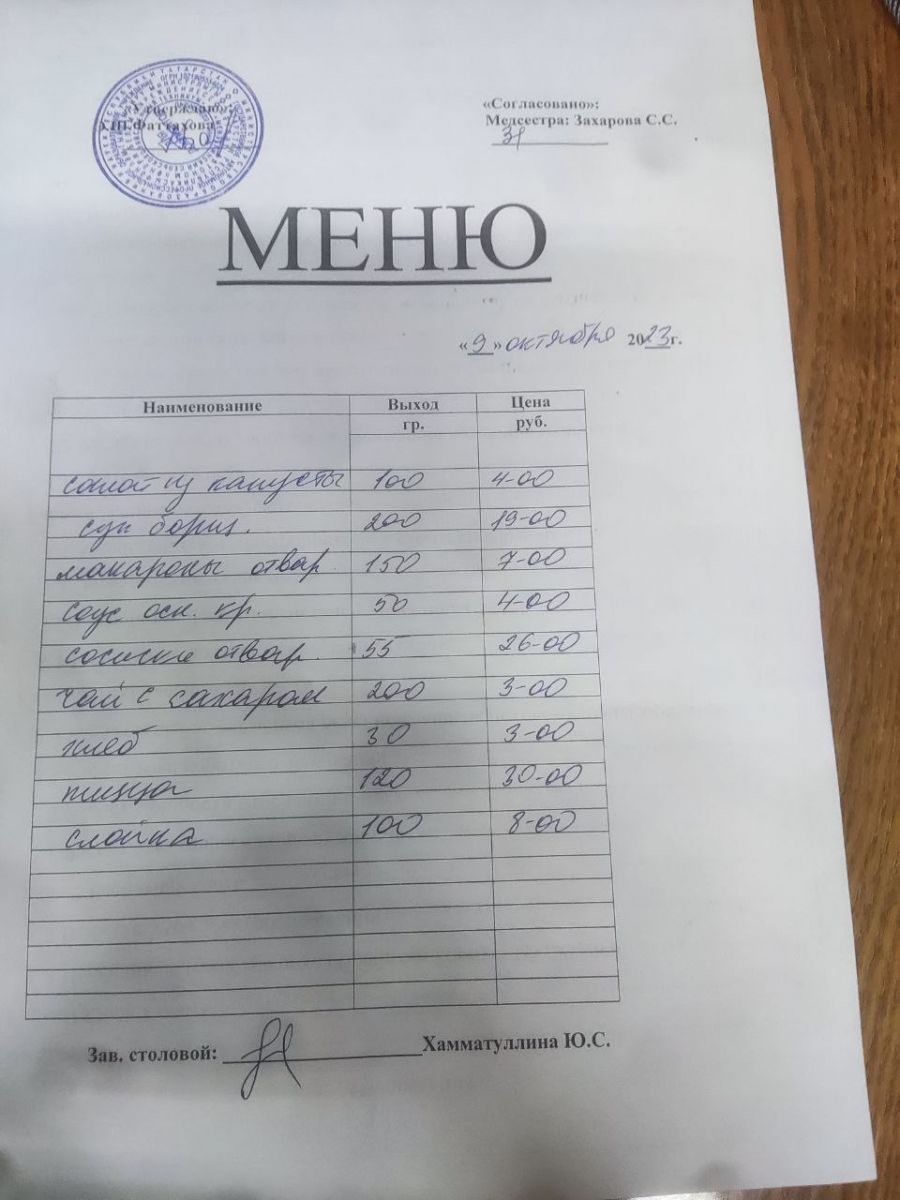 «Утверждаю»:
Фаттахова
«Согласовано»:
Медсестра: Захарова С.С.
МЕНЮ
«9» октября 2023г.
Наименование Выход гр. Цена руб.
салат из капусты 100 4-00
суп борщ. 200 19-00
макароны отвар. 150 7-00
соус осн. кр. 50 4-00
сосиски отвар. 55 26-00
чай с сахаром 200 3-00
хлеб 30 3-00
пицца 120 30-00
слойка 100 8-00
Зав. столовой: Хамматуллина Ю.С.